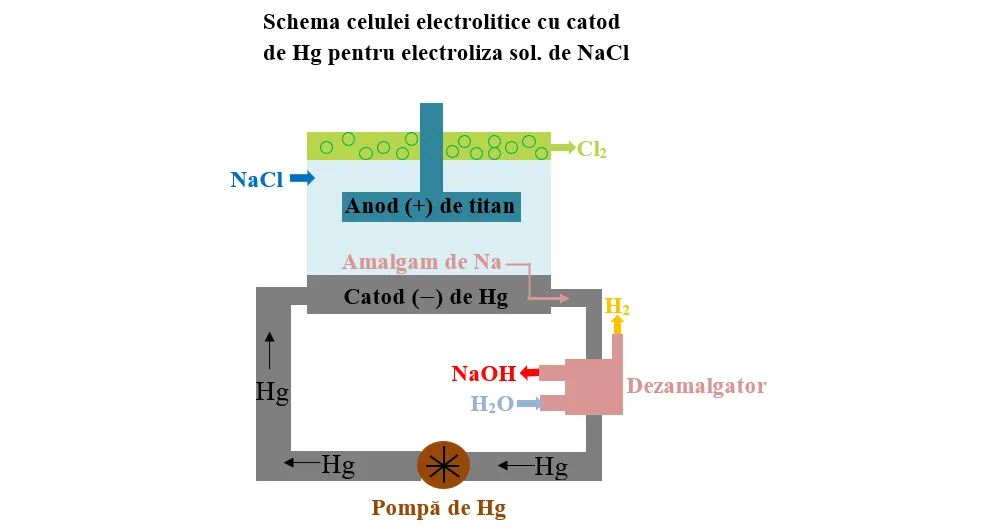 Schema celulei electrolitice cu catod
de Hg pentru electroliza sol. de NaCl
Cl₂
NaCl
Anod (+) de titan
Amalgam de Na
Catod (−) de Hg
H₂
NaOH
Dezamalgator
Hg
H₂O
Hg
Hg
Pompă de Hg